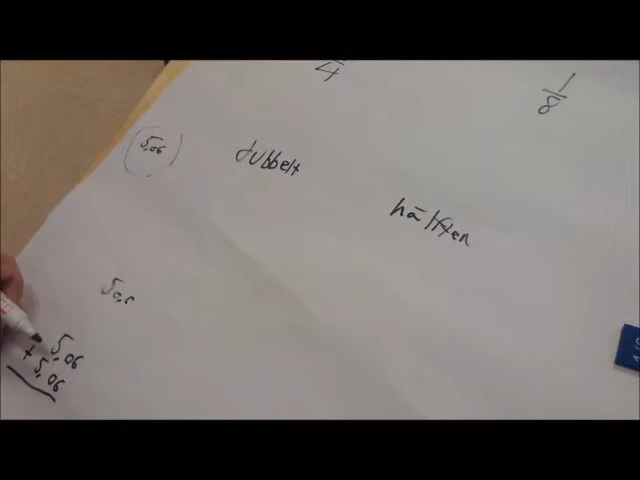 4
1/8
5,06
dubbelt
hälften
5,06
+ 5,06